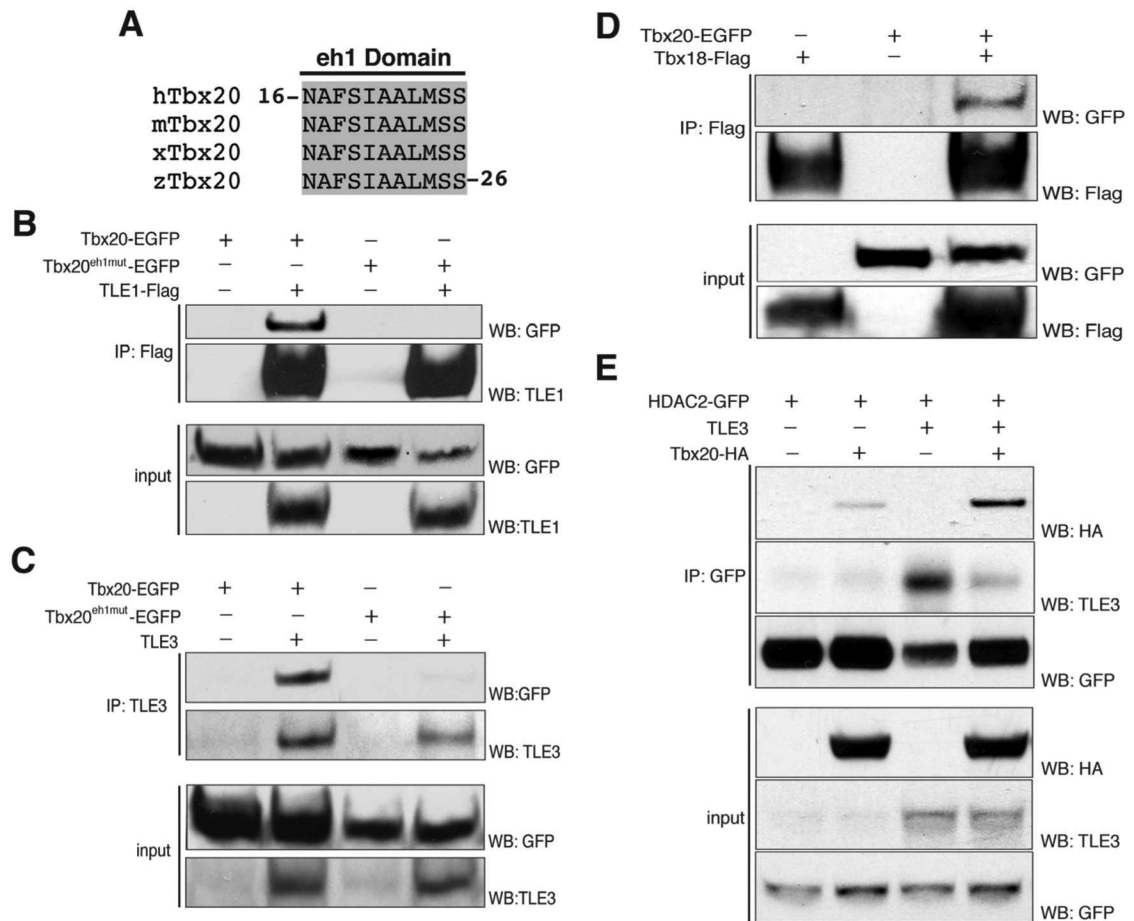 A
eh1 Domain
hTbx20 16-NAFSIAALMSS
mTbx20 NAFSIAALMSS
xTbx20 NAFSIAALMSS
zTbx20 NAFSIAALMSS-26
B
Tbx20-EGFP + + – –
Tbx20eh1mut-EGFP – – + +
TLE1-Flag – + – +
IP: Flag
WB: GFP
WB: TLE1
input
WB: GFP
WB:TLE1
C
Tbx20-EGFP + + – –
Tbx20eh1mut-EGFP – – + +
TLE3 – + – +
IP: TLE3
WB:GFP
WB: TLE3
input
WB: GFP
WB:TLE3
D
Tbx20-EGFP – + +
Tbx18-Flag + – +
IP: Flag
WB: GFP
WB: Flag
input
WB: GFP
WB: Flag
E
HDAC2-GFP + + + +
TLE3 – – + +
Tbx20-HA – + – +
IP: GFP
WB: HA
WB: TLE3
WB: GFP
input
WB: HA
WB: TLE3
WB: GFP